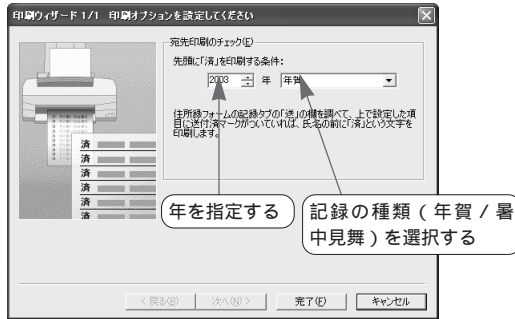 印刷ウィザード 1/1 印刷オプションを設定してください
宛先印刷のチェック(E)
先頭に「済」を印刷する条件:
2003 年 年賀
住所録フォームの記録タブの「送」の欄を調べて、上で設定した項
目に送付済マークがついていれば、氏名の前に「済」という文字を
印刷します。
済
済
済
済
済
済
年を指定する
記録の種類(年賀/暑
中見舞)を選択する
< 戻る(B)
次へ(N) >
完了(F)
キャンセル